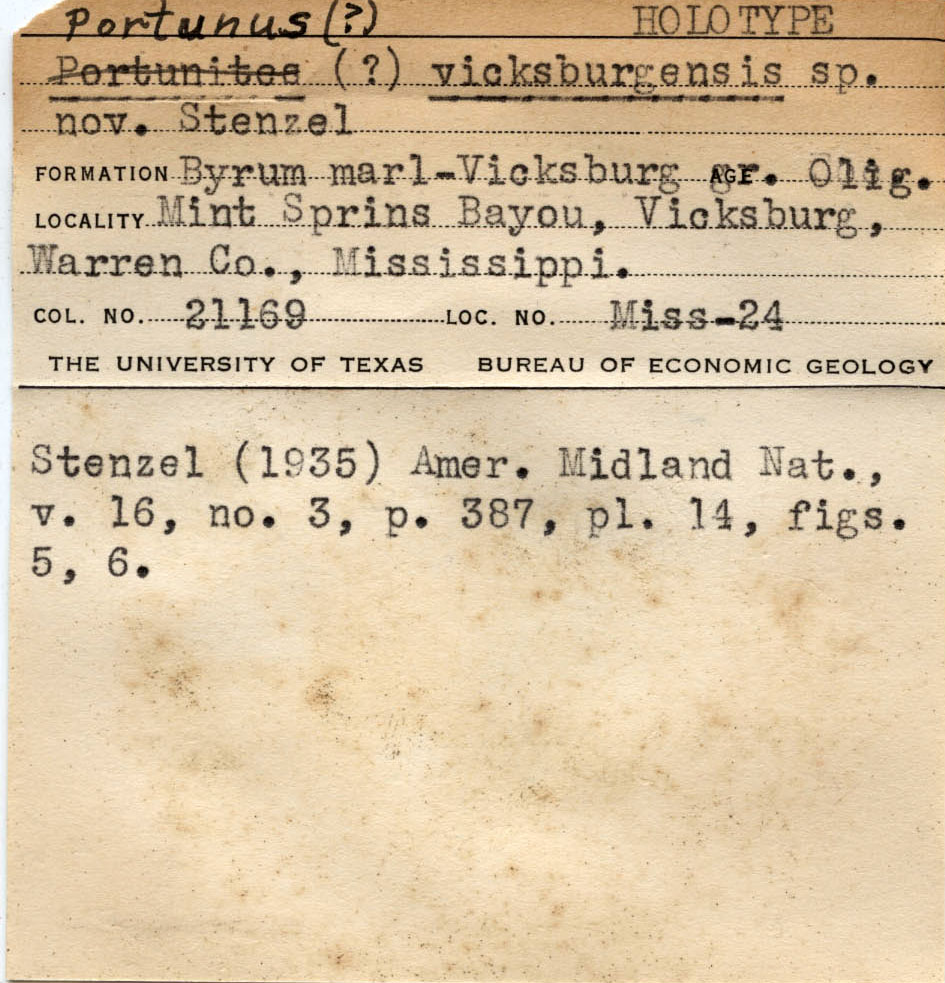 Portunus (?) HOLOTYPE
Portunites (?) vicksburgensis sp.
nov. Stenzel
FORMATION Byrum marl-Vicksburg gr. AGE Olig.
LOCALITY Mint Sprins Bayou, Vicksburg,
Warren Co., Mississippi.
COL. NO. 21169 LOC. NO. Miss-24
THE UNIVERSITY OF TEXAS BUREAU OF ECONOMIC GEOLOGY
Stenzel (1935) Amer. Midland Nat.,
v. 16, no. 3, p. 387, pl. 14, figs.
5, 6.